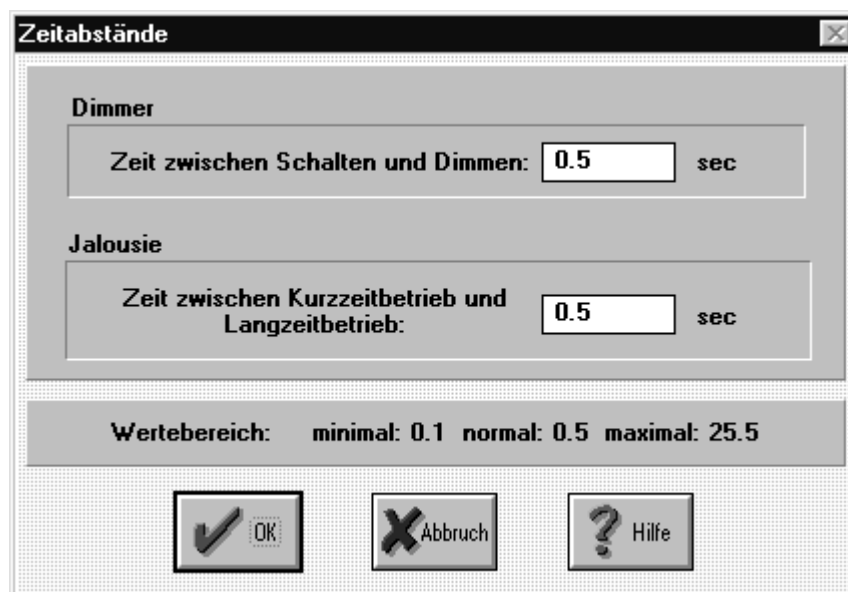 Zeitabstände
Dimmer
Zeit zwischen Schalten und Dimmen: 0.5 sec
Jalousie
Zeit zwischen Kurzzeitbetrieb und
Langzeitbetrieb: 0.5 sec
Wertebereich: minimal: 0.1 normal: 0.5 maximal: 25.5
OK Abbruch Hilfe